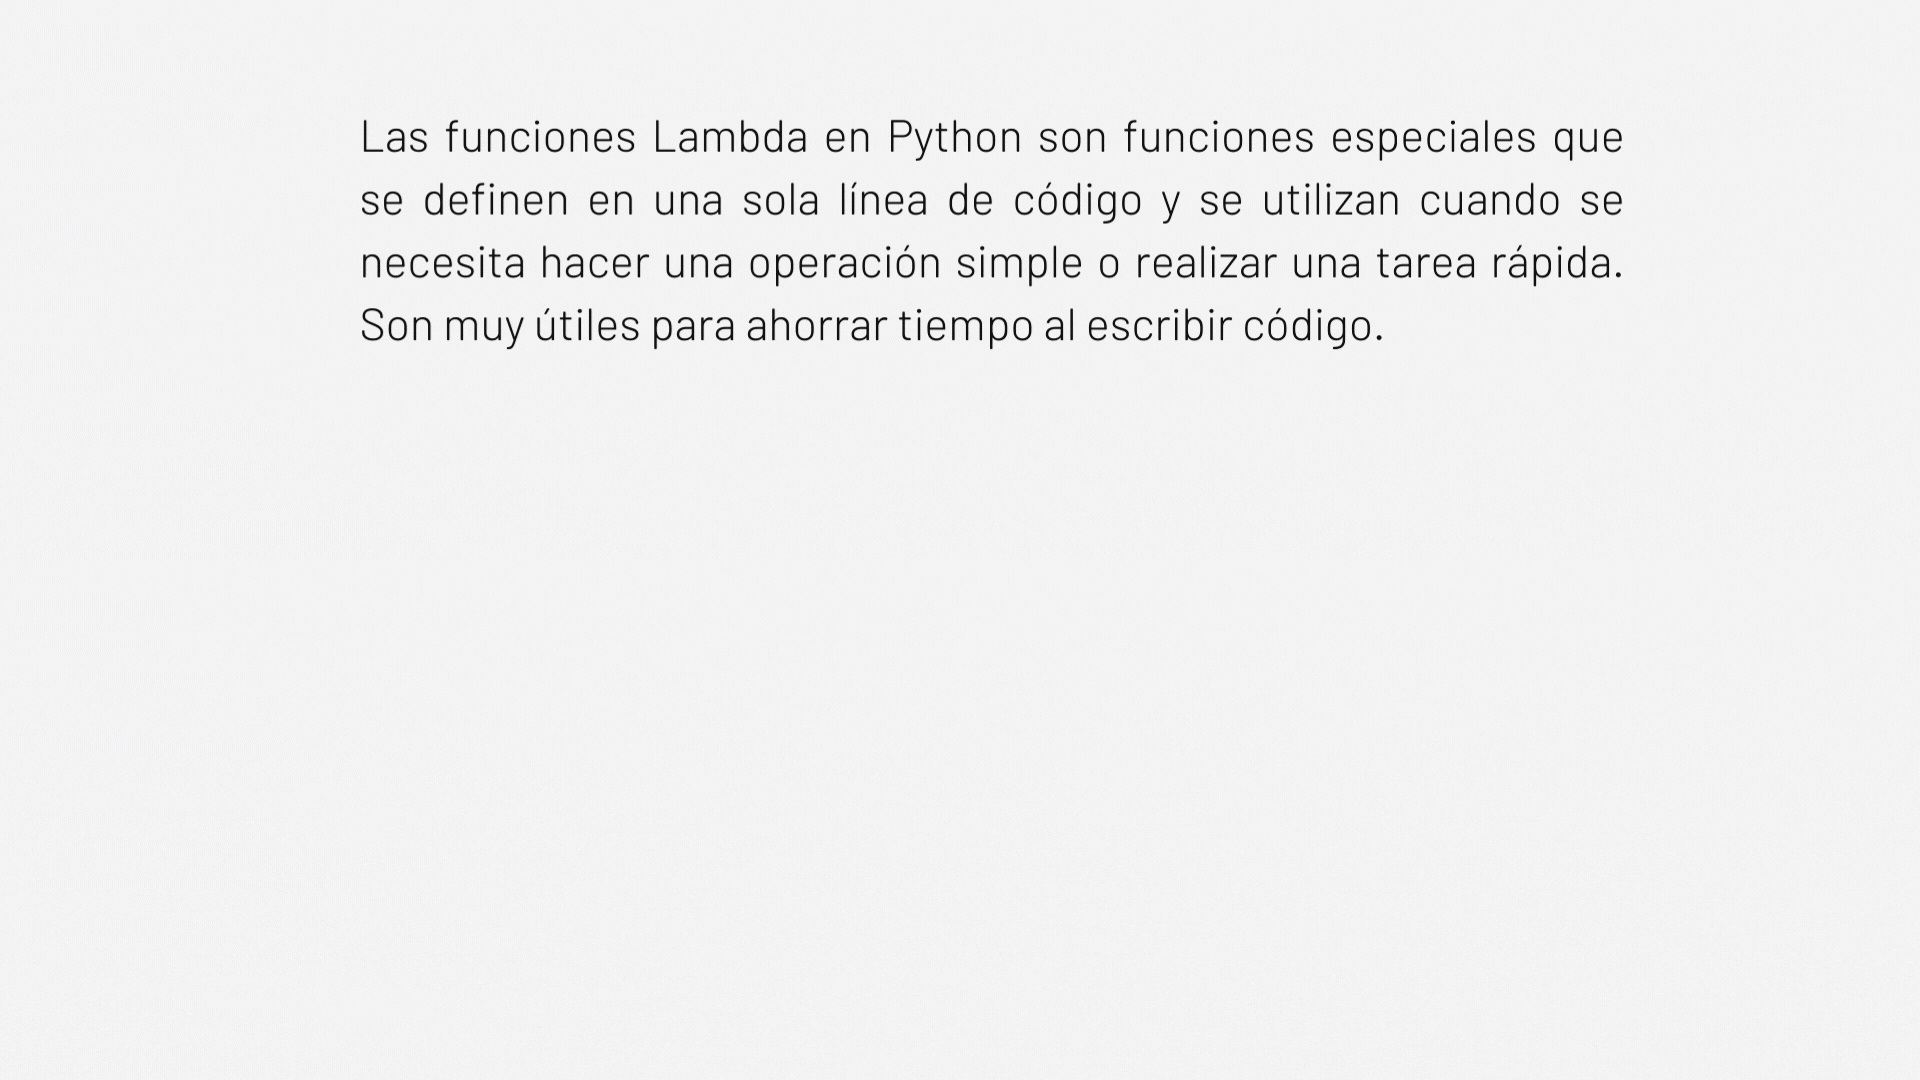 Las funciones Lambda en Python son funciones especiales que
se definen en una sola línea de código y se utilizan cuando se
necesita hacer una operación simple o realizar una tarea rápida.
Son muy útiles para ahorrar tiempo al escribir código.